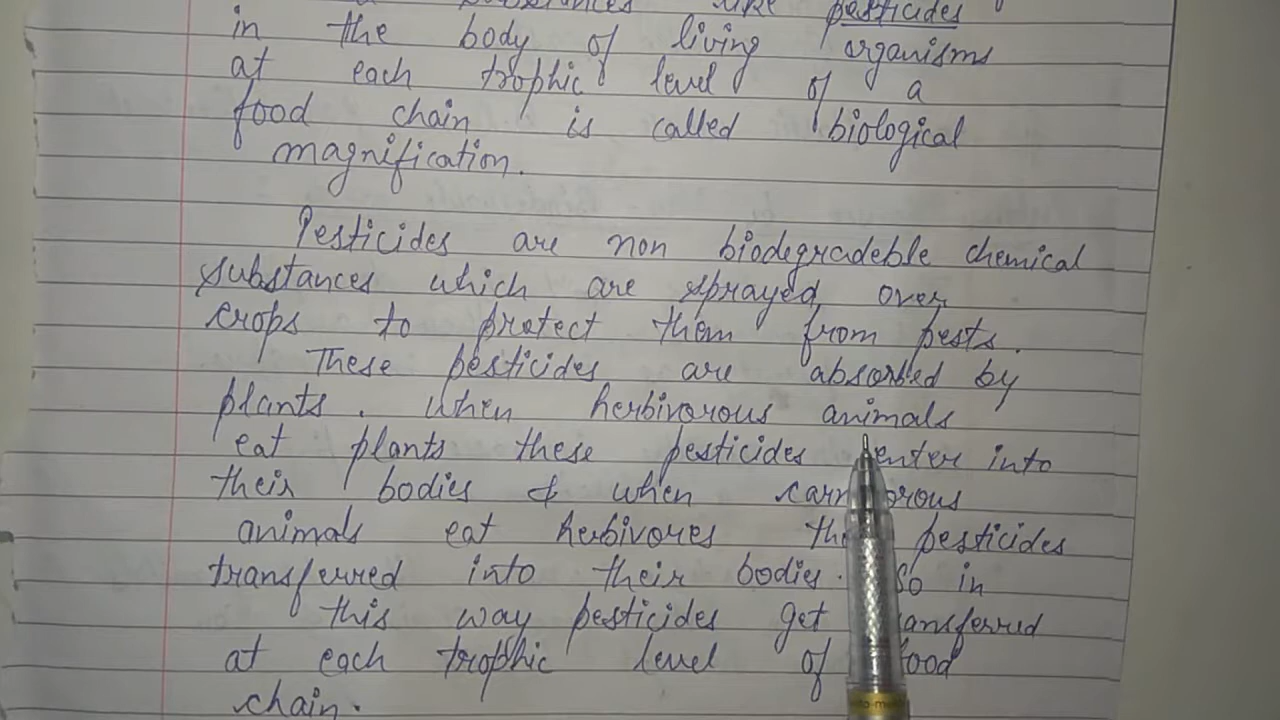 substances like pesticides
in the body of living organisms
at each trophic level of a
food chain is called biological
magnification.
Pesticides are non biodegradeble chemical
substances which are sprayed over
crops to protect them from pests.
These pesticides are absorbed by
plants. When herbivorous animals
eat plants these pesticides enter into
their bodies & when
animals eat herbivores pesticides
transferred into their bodies. So in
this way pesticides get
at each trophic level of food
chain.